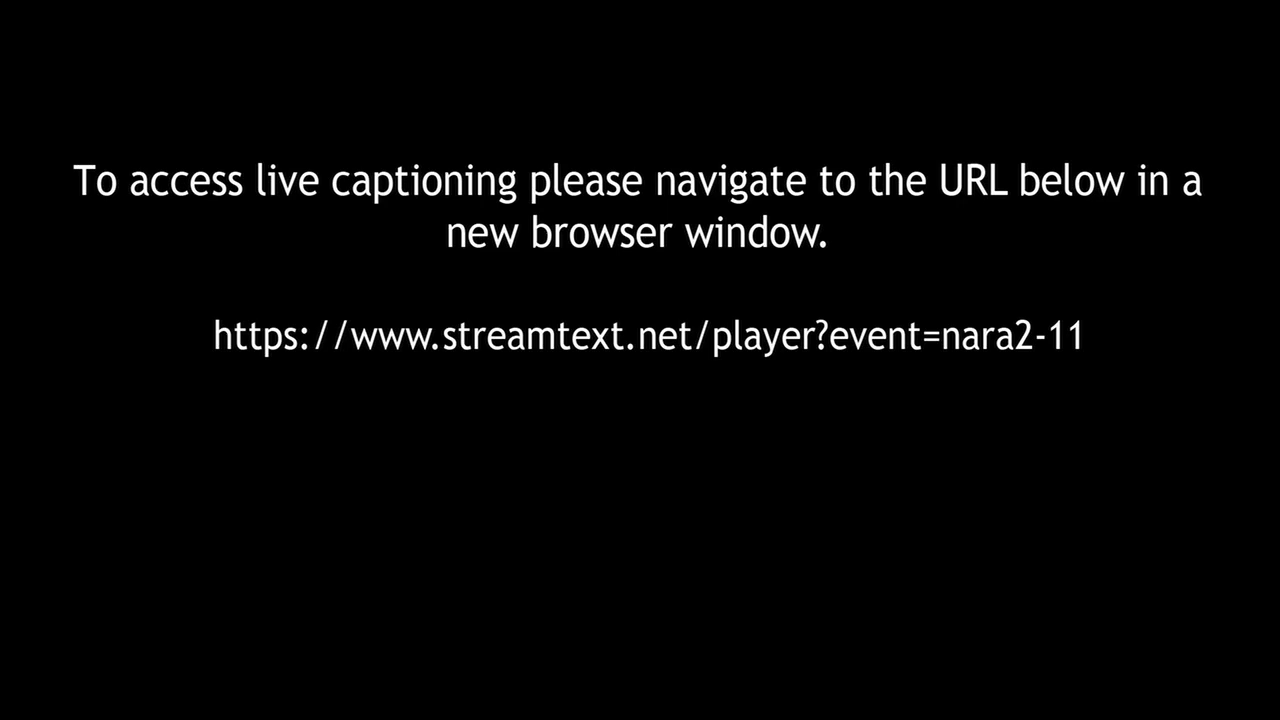 To access live captioning please navigate to the URL below in a
new browser window.
https://www.streamtext.net/player?event=nara2-11